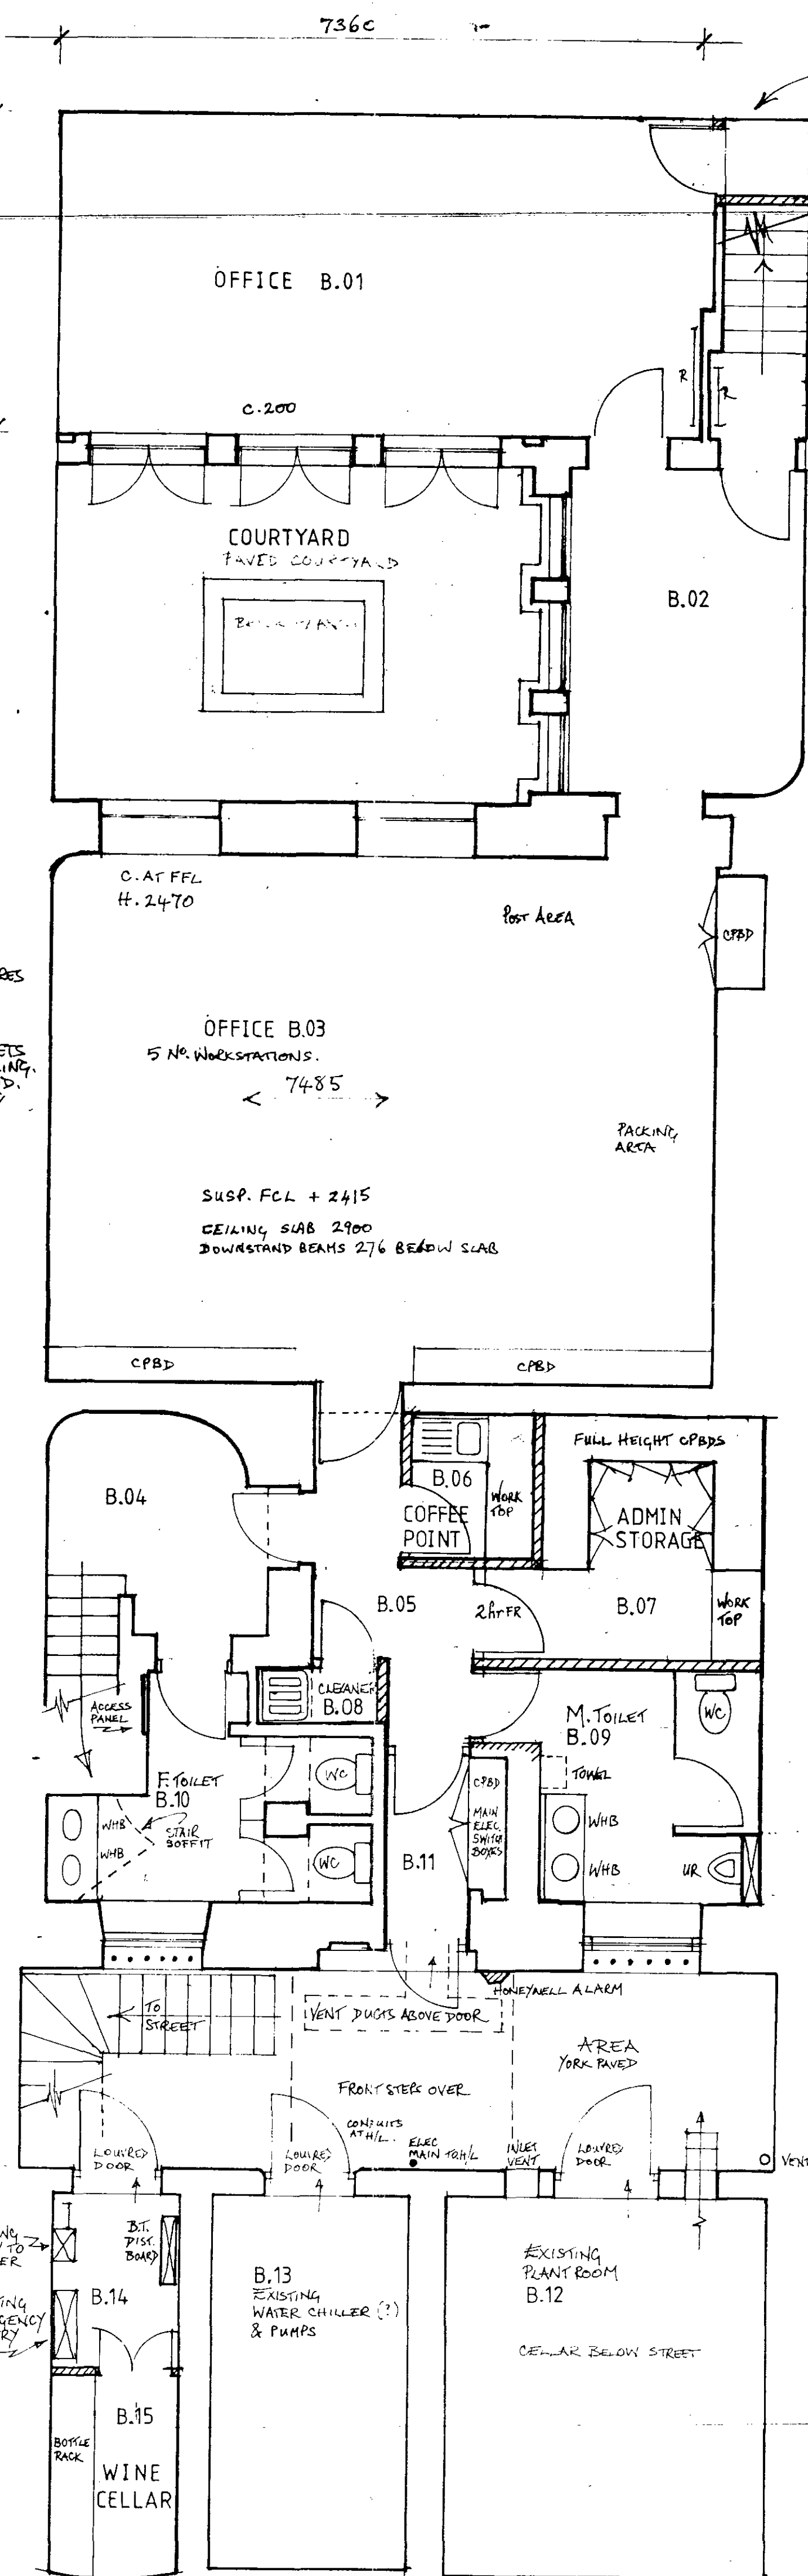 7360
OFFICE B.01
R
R
C.200
COURTYARD
PAVED COURTYARD
B.02
C. AT FFL
H. 2470
POST AREA
CPBD
OFFICE B.03
5 No. WORKSTATIONS.
7485
PACKING
AREA
SUSP. FCL + 2415
CEILING SLAB 2900
DOWNSTAND BEAMS 276 BELOW SLAB
CPBD
CPBD
FULL HEIGHT CPBDS
B.04
B.06
COFFEE
POINT
WORK
TOP
ADMIN
STORAGE
B.05
2hr FR
B.07
WORK
TOP
CLEANER
B.08
ACCESS
PANEL
M. TOILET
B.09
WC
F. TOILET
B.10
WC
CPBD
MAIN
ELEC.
SWITCH
BOXES
TOWEL
WHB
WHB
STAIR
SOFFIT
WC
B.11
WHB
WHB
UR
HONEYWELL ALARM
TO
STREET
VENT DUCTS ABOVE DOOR
AREA
YORK PAVED
FRONT STEPS OVER
CONDUITS
AT H/L.
ELEC
MAIN TO H/L
INLET
VENT
LOUVRED
DOOR
LOUVRED
DOOR
LOUVRED
DOOR
VENT
B.T.
DIST.
BOARD
B.14
B.13
EXISTING
WATER CHILLER (?)
& PUMPS
EXISTING
PLANT ROOM
B.12
CELLAR BELOW STREET
B.15
BOTTLE
RACK
WINE
CELLAR